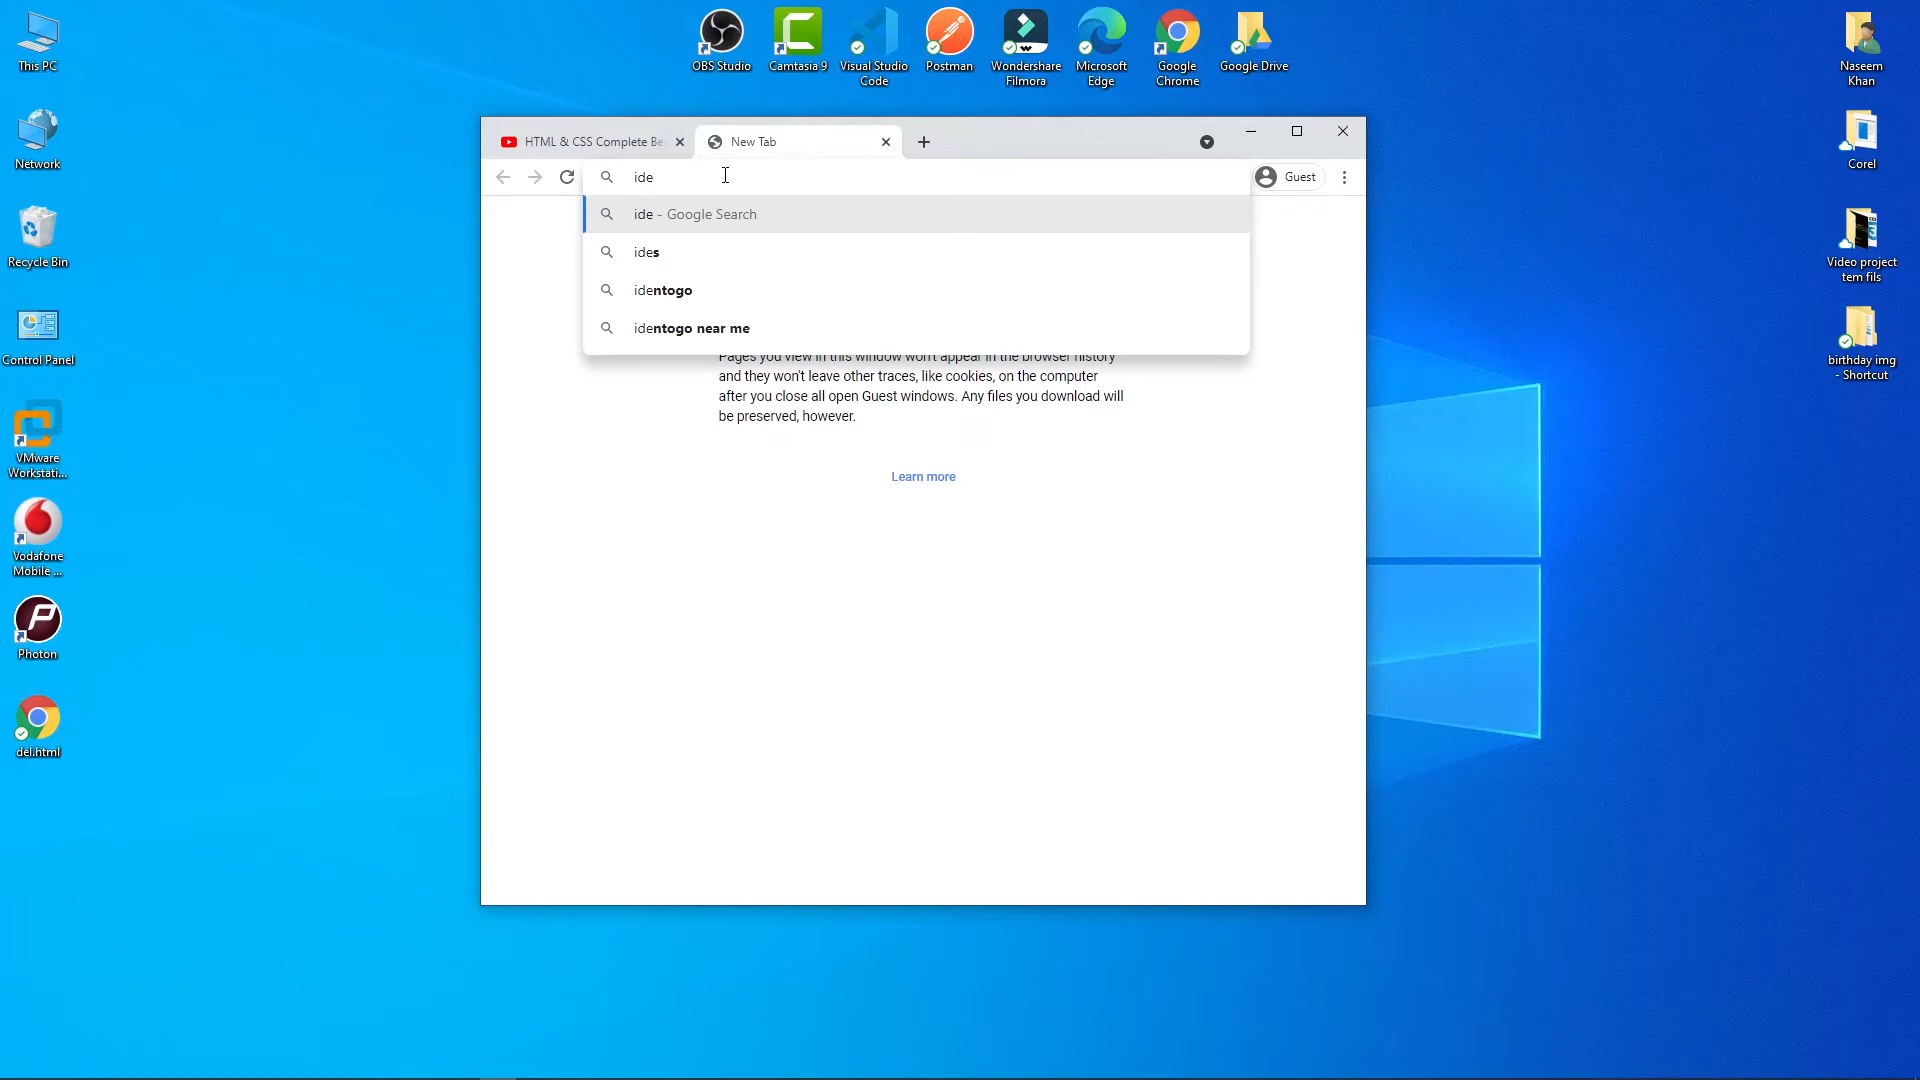 This PC
Network
Recycle Bin
Control Panel
VMware
Workstati...
Vodafone
Mobile ...
Photon
del.html
OBS Studio
Camtasia 9
Visual Studio
Code
Postman
Wondershare
Filmora
Microsoft
Edge
Google
Chrome
Google Drive
Naseem
Khan
Corel
Video project
tem fils
birthday img
- Shortcut
HTML & CSS Complete Be
New Tab
ide
Guest
ide - Google Search
ides
identogo
identogo near me
Pages you view in this window won't appear in the browser history
and they won't leave other traces, like cookies, on the computer
after you close all open Guest windows. Any files you download will
be preserved, however.
Learn more